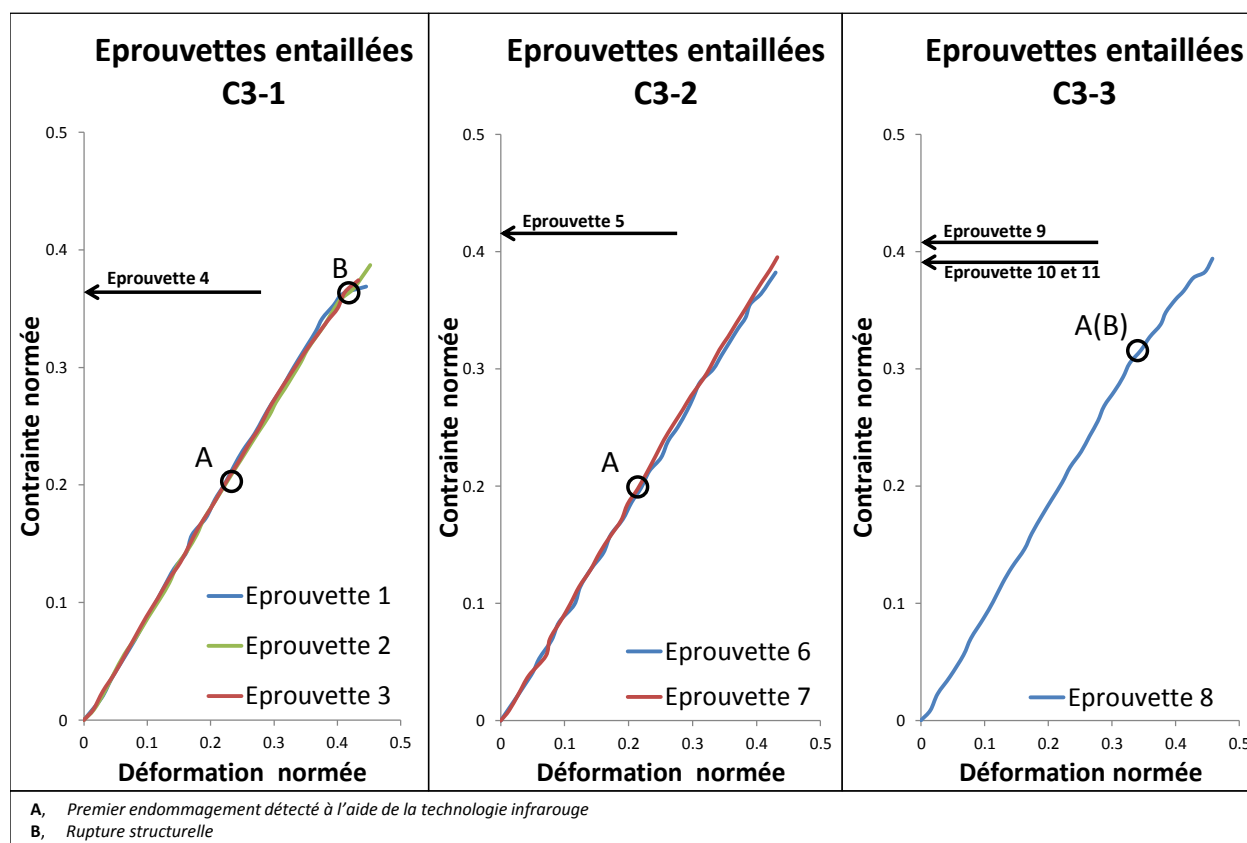 Eprouvettes entaillées
C3-1
0.5
0.4
0.3
0.2
0.1
0
Contrainte normée
Eprouvette 4
B
A
Eprouvette 1
Eprouvette 2
Eprouvette 3
0
0.1
0.2
0.3
0.4
0.5
Déformation normée
Eprouvettes entaillées
C3-2
0.5
0.4
0.3
0.2
0.1
0
Contrainte normée
Eprouvette 5
A
Eprouvette 6
Eprouvette 7
0
0.1
0.2
0.3
0.4
0.5
Déformation normée
Eprouvettes entaillées
C3-3
0.5
0.4
0.3
0.2
0.1
0
Contrainte normée
Eprouvette 9
Eprouvette 10 et 11
A(B)
Eprouvette 8
0
0.1
0.2
0.3
0.4
0.5
Déformation normée
A, Premier endommagement détecté à l'aide de la technologie infrarouge
B, Rupture structurelle